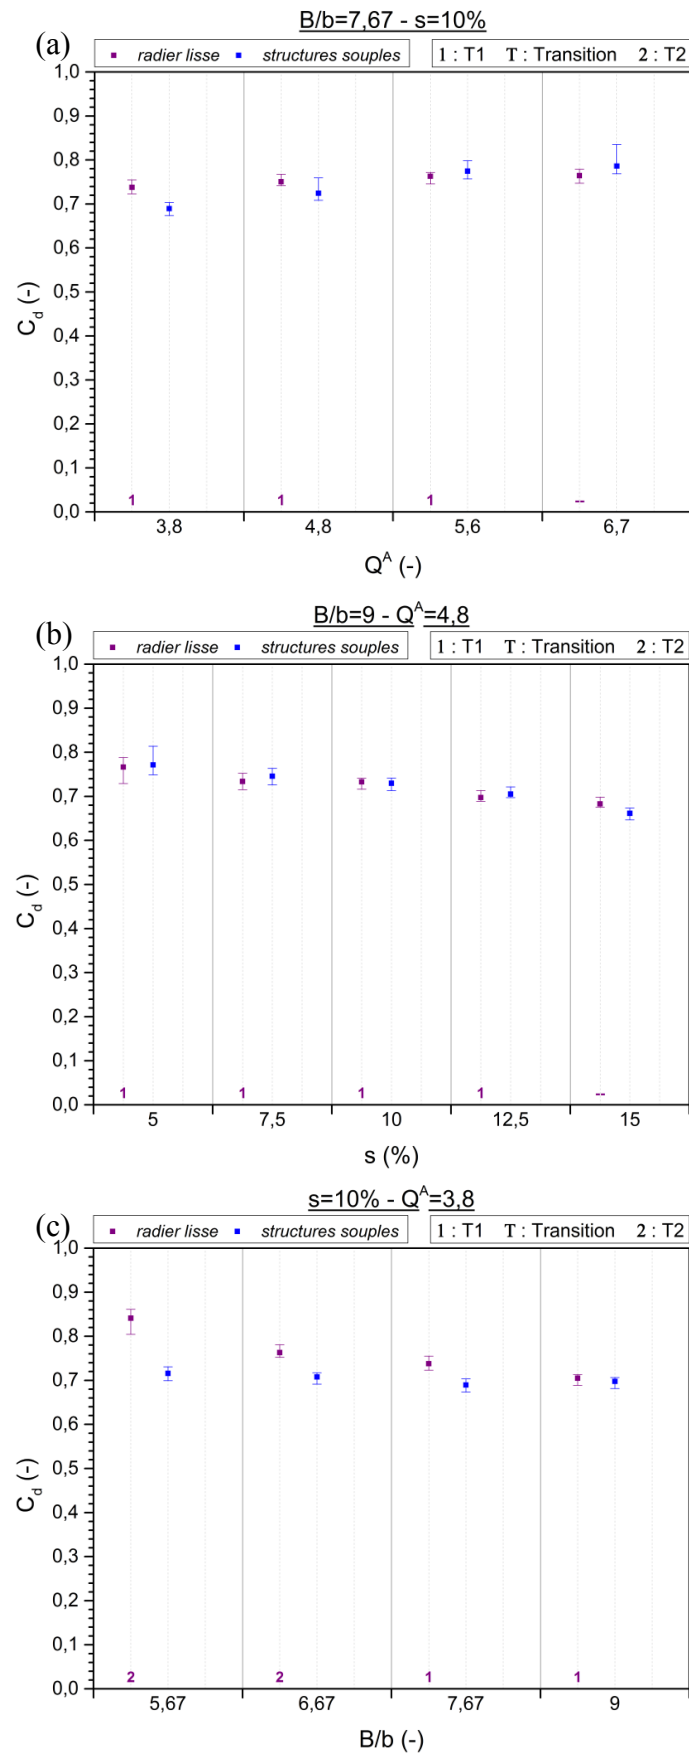 B/b=7,67 - s=10%
(a)
radier lisse structures souples 1 : T1 T : Transition 2 : T2
1,0
0,9
0,8
0,7
0,6
0,5
0,4
0,3
0,2
0,1
0,0
C_d (-)
1 1 1 --
3,8 4,8 5,6 6,7
Q^A (-)
B/b=9 - Q^A=4,8
(b)
radier lisse structures souples 1 : T1 T : Transition 2 : T2
1,0
0,9
0,8
0,7
0,6
0,5
0,4
0,3
0,2
0,1
0,0
C_d (-)
1 1 1 1 --
5 7,5 10 12,5 15
s (%)
s=10% - Q^A=3,8
(c)
radier lisse structures souples 1 : T1 T : Transition 2 : T2
1,0
0,9
0,8
0,7
0,6
0,5
0,4
0,3
0,2
0,1
0,0
C_d (-)
2 2 1 1
5,67 6,67 7,67 9
B/b (-)